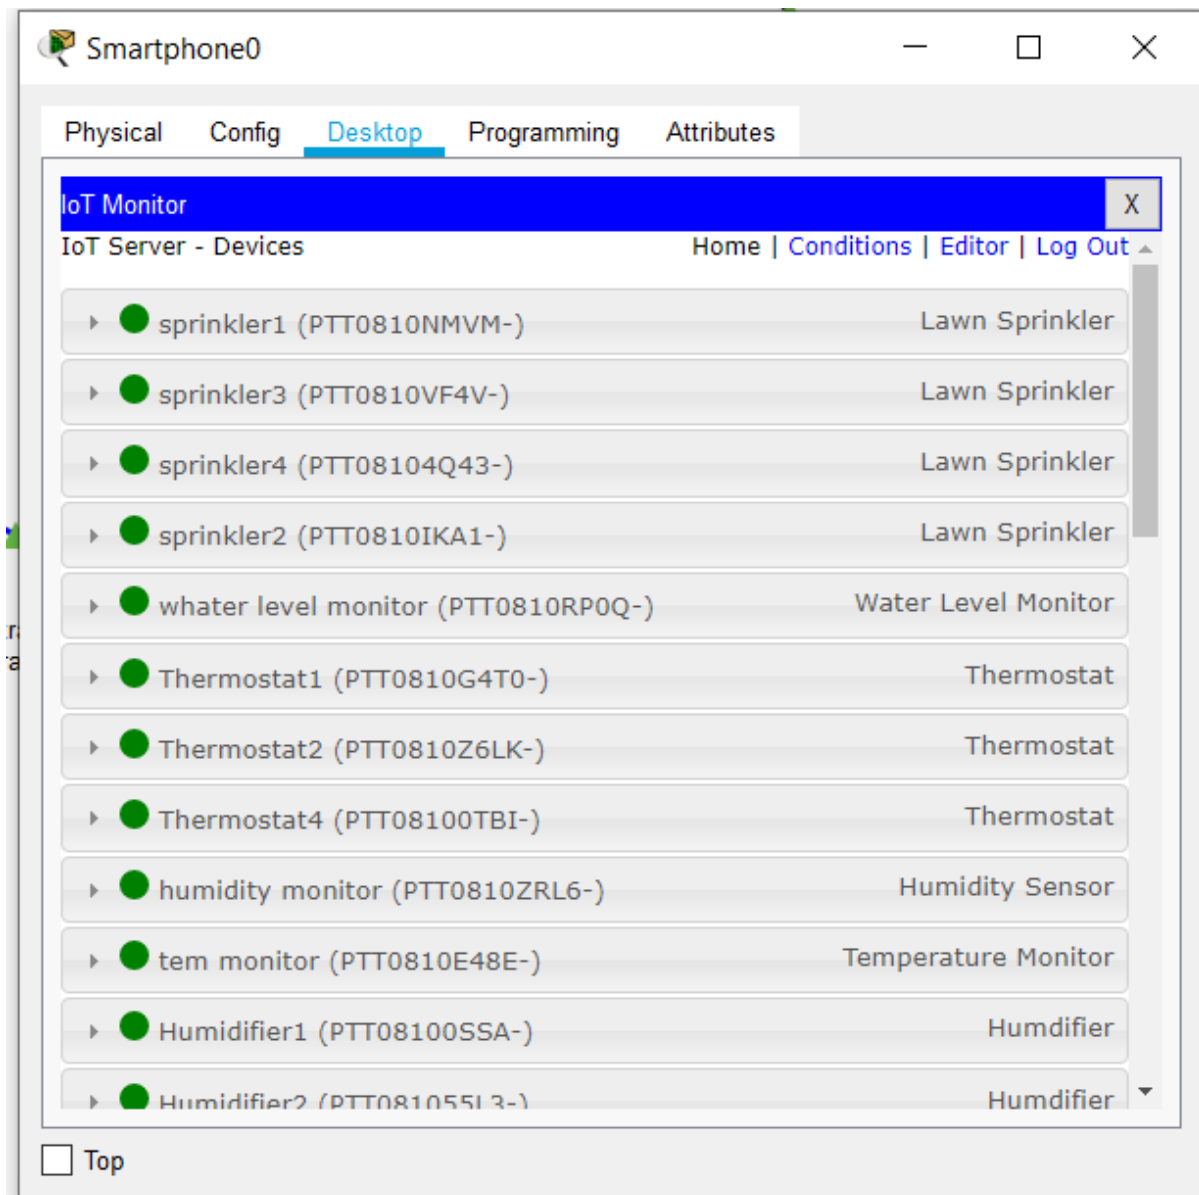 Smartphone0
Physical Config Desktop Programming Attributes
IoT Monitor X
IoT Server - Devices Home | Conditions | Editor | Log Out
sprinkler1 (PTT0810NMVM-) Lawn Sprinkler
sprinkler3 (PTT0810VF4V-) Lawn Sprinkler
sprinkler4 (PTT08104Q43-) Lawn Sprinkler
sprinkler2 (PTT0810IKA1-) Lawn Sprinkler
whater level monitor (PTT0810RP0Q-) Water Level Monitor
Thermostat1 (PTT0810G4T0-) Thermostat
Thermostat2 (PTT0810Z6LK-) Thermostat
Thermostat4 (PTT08100TBI-) Thermostat
humidity monitor (PTT0810ZRL6-) Humidity Sensor
tem monitor (PTT0810E48E-) Temperature Monitor
Humidifier1 (PTT08100SSA-) Humdifier
Humidifier2 (PTT081055L3-) Humdifier
Top